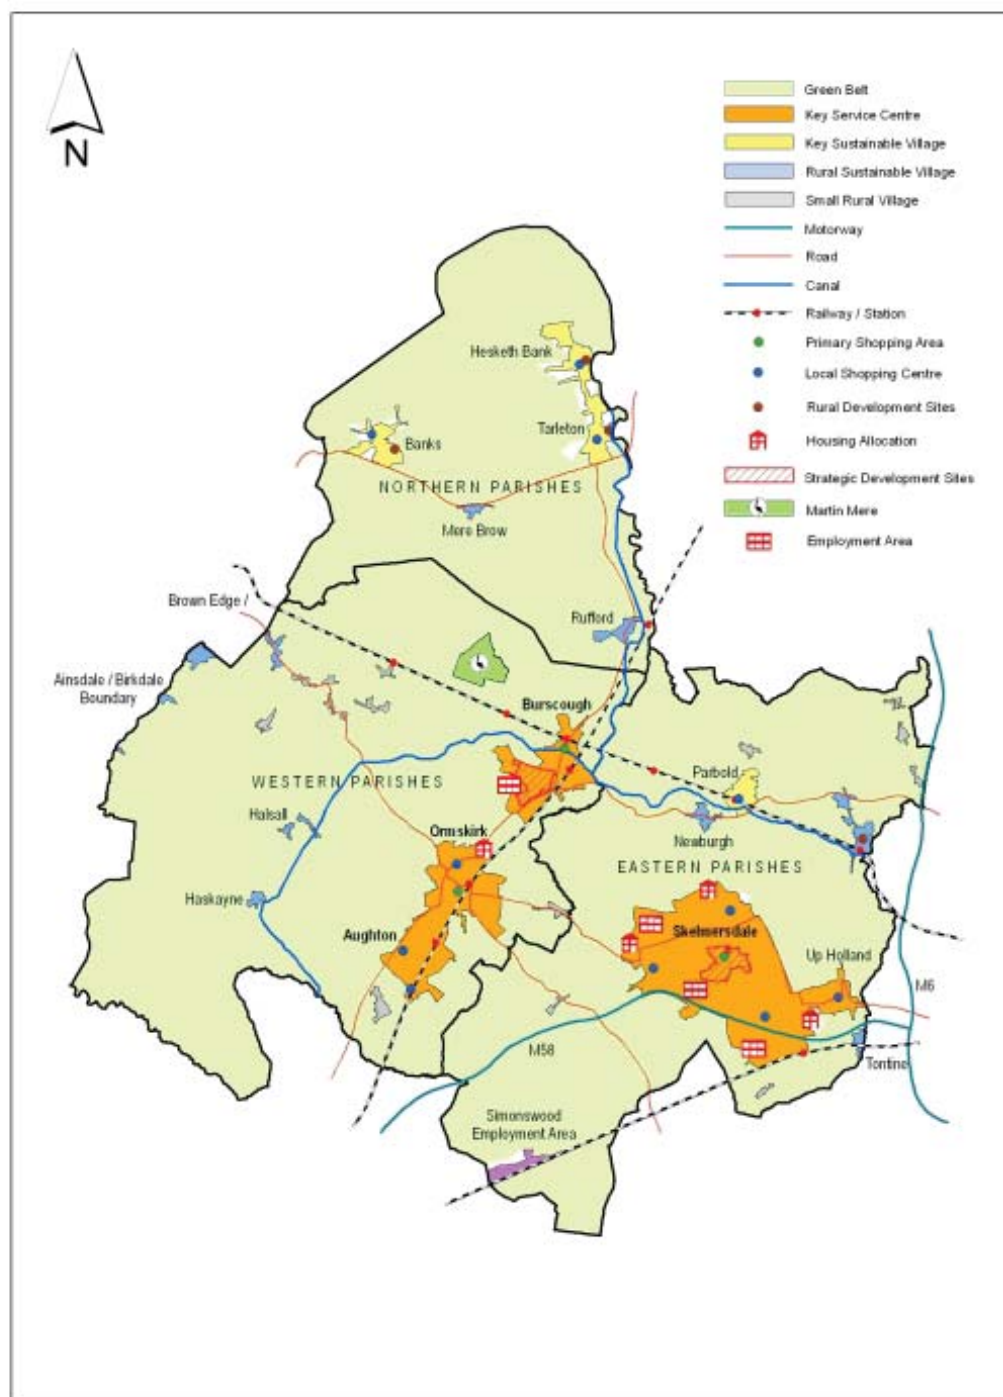 N
Green Belt
Key Service Centre
Key Sustainable Village
Rural Sustainable Village
Small Rural Village
Motorway
Road
Canal
Railway / Station
Primary Shopping Area
Local Shopping Centre
Rural Development Sites
Housing Allocation
Strategic Development Sites
Martin Mere
Employment Area
Hesketh Bank
Tarleton
Banks
NORTHERN PARISHES
Mere Brow
Brown Edge /
Rufford
Ainsdale / Birkdale
Boundary
Burscough
Parbold
WESTERN PARISHES
Halsall
Ormskirk
Newburgh
EASTERN PARISHES
Haskayne
Aughton
Skelmersdale
Up Holland
M6
M58
Tontine
Simonswood
Employment Area